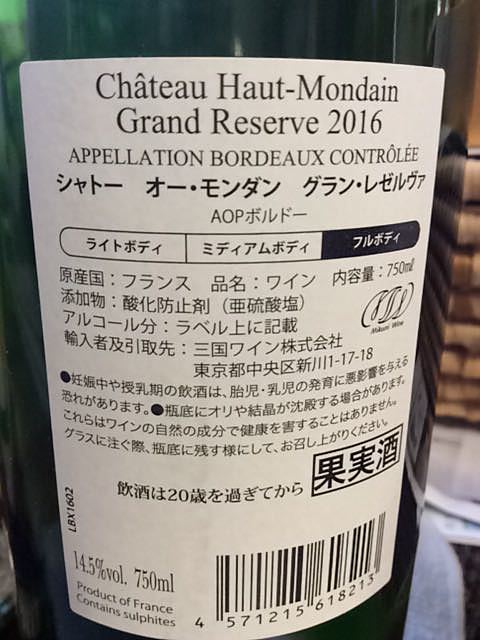 Château Haut-Mondain
Grand Reserve 2016
APPELLATION BORDEAUX CONTRÔLÉE
シャトー　オー・モンダン　グラン・レゼルヴァ
AOPボルドー
ライトボディ ミディアムボディ フルボディ
原産国：フランス　品名：ワイン　内容量：750㎖
添加物：酸化防止剤（亜硫酸塩）
アルコール分：ラベル上に記載
Mikuni Wine
輸入者及引取先：三国ワイン株式会社
東京都中央区新川1-17-18
●妊娠中や授乳期の飲酒は、胎児・乳児の発育に悪影響を与える
恐れがあります。●瓶底にオリや結晶が沈殿する場合があります。
これらはワインの自然の成分で健康を害することはありません。
グラスに注ぐ際、瓶底に残す様にして、お召し上がりください。
飲酒は20歳を過ぎてから 果実酒
LBX1602
14.5%vol. 750ml
Product of France
Contains sulphites
4 571215 618213